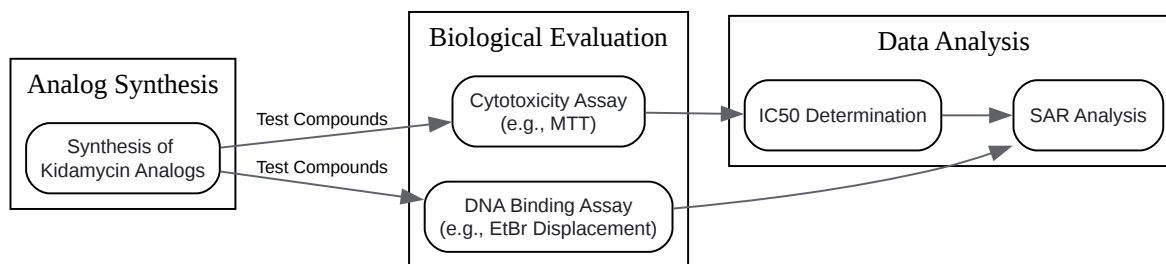 Analog Synthesis
Synthesis of
Kidamycin Analogs
Test Compounds
Test Compounds
Biological Evaluation
Cytotoxicity Assay
(e.g., MTT)
DNA Binding Assay
(e.g., EtBr Displacement)
Data Analysis
IC50 Determination
SAR Analysis